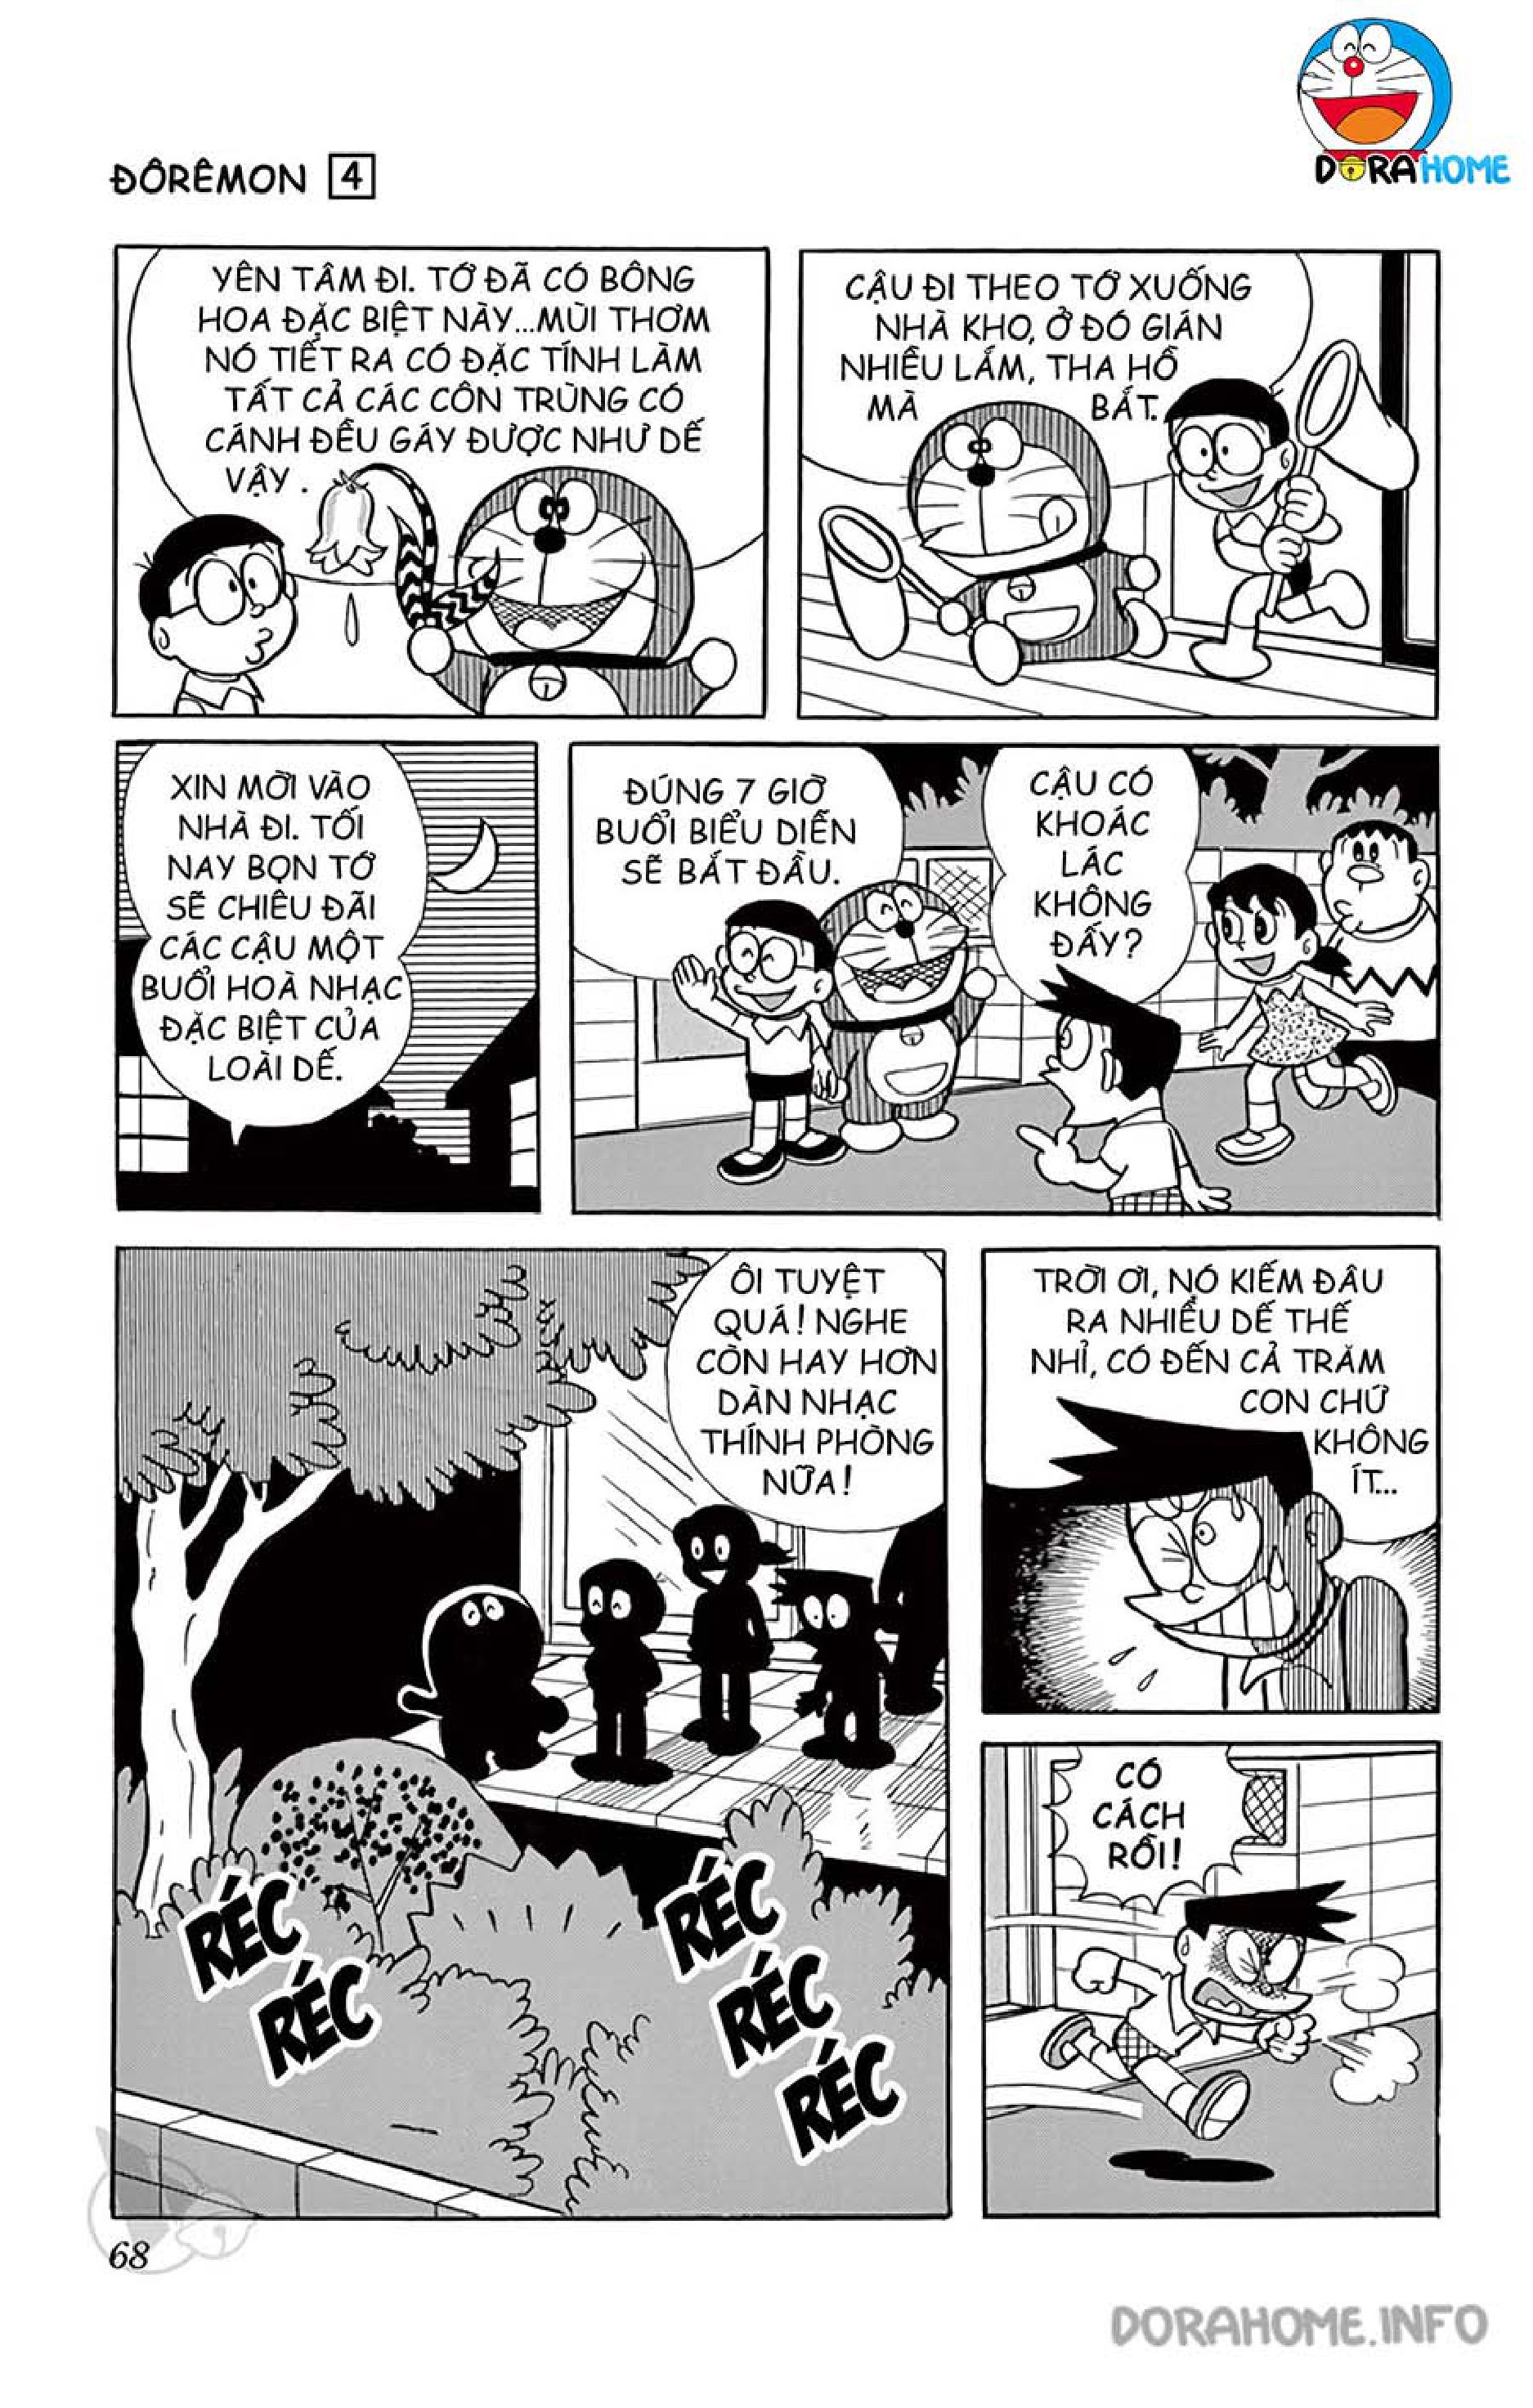 DORAHOME
ĐÔRÊMON 4
YÊN TÂM ĐI. TỚ ĐÃ CÓ BÔNG
HOA ĐẶC BIỆT NÀY...MÙI THƠM
NÓ TIẾT RA CÓ ĐẶC TÍNH LÀM
TẤT CẢ CÁC CÔN TRÙNG CÓ
CÁNH ĐỀU GÁY ĐƯỢC NHƯ DẾ
VẬY .
CẬU ĐI THEO TỚ XUỐNG
NHÀ KHO, Ở ĐÓ GIÁN
NHIỀU LẮM, THA HỒ
MÀ BẮT.
XIN MỜI VÀO
NHÀ ĐI. TỐI
NAY BỌN TỚ
SẼ CHIÊU ĐÃI
CÁC CẬU MỘT
BUỔI HOÀ NHẠC
ĐẶC BIỆT CỦA
LOÀI DẾ.
ĐÚNG 7 GIỜ
BUỔI BIỂU DIỄN
SẼ BẮT ĐẦU.
CẬU CÓ
KHOÁC
LÁC
KHÔNG
ĐẤY?
ÔI TUYỆT
QUÁ! NGHE
CÒN HAY HƠN
DÀN NHẠC
THÍNH PHÒNG
NỮA!
RÉC
RÉC
RÉC
RÉC
RÉC
TRỜI ƠI, NÓ KIẾM ĐÂU
RA NHIỀU DẾ THẾ
NHỈ, CÓ ĐẾN CẢ TRĂM
CON CHỨ
KHÔNG
ÍT...
CÓ
CÁCH
RỒI!
68
DORAHOME.INFO